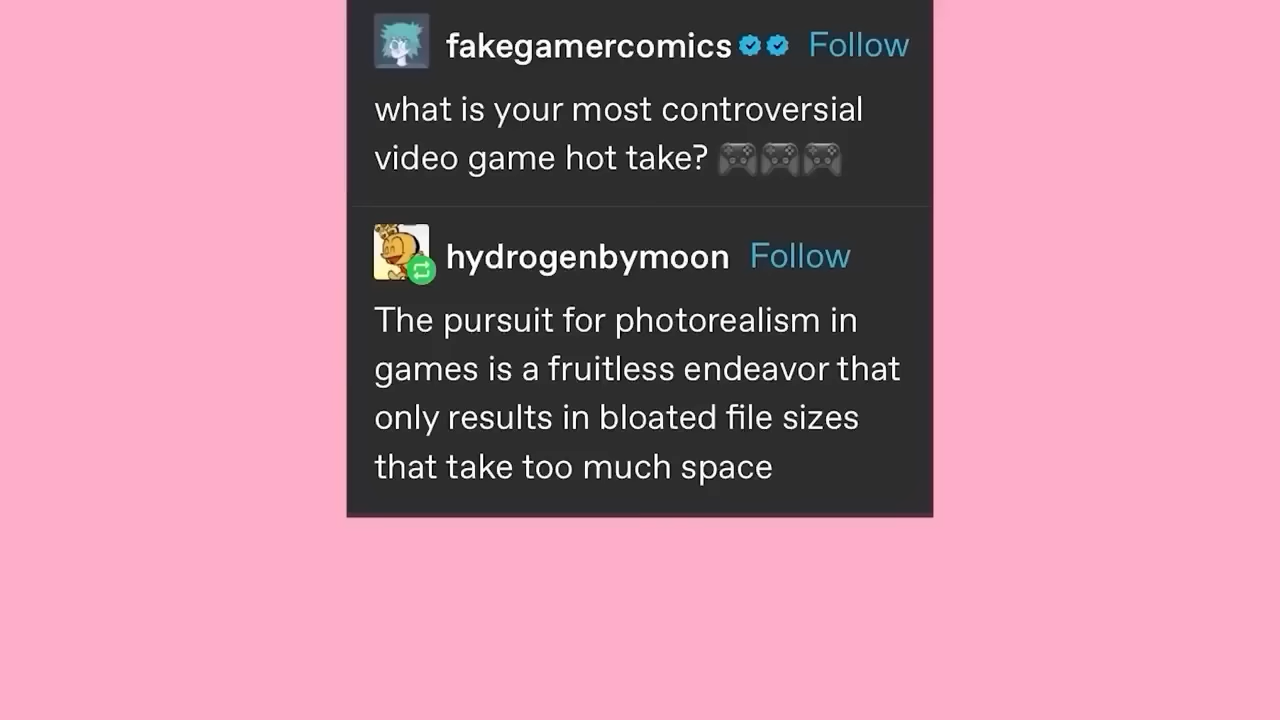 fakegamercomics Follow
what is your most controversial
video game hot take? 🎮🎮🎮
hydrogenbymoon Follow
The pursuit for photorealism in
games is a fruitless endeavor that
only results in bloated file sizes
that take too much space